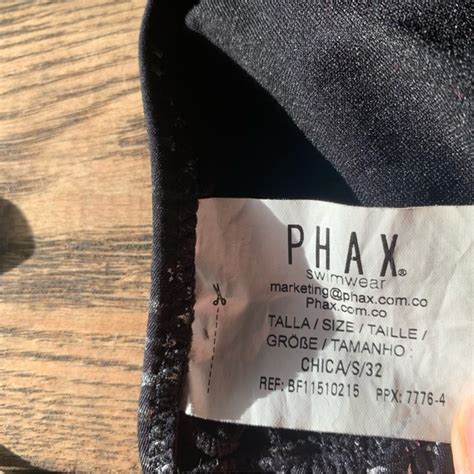 PHAX®
swimwear
marketing@phax.com.co
Phax.com.co
TALLA / SIZE / TAILLE /
GRÖßE / TAMANHO :
CHICA/S/32
REF: BF11510215 PPX: 7776-4